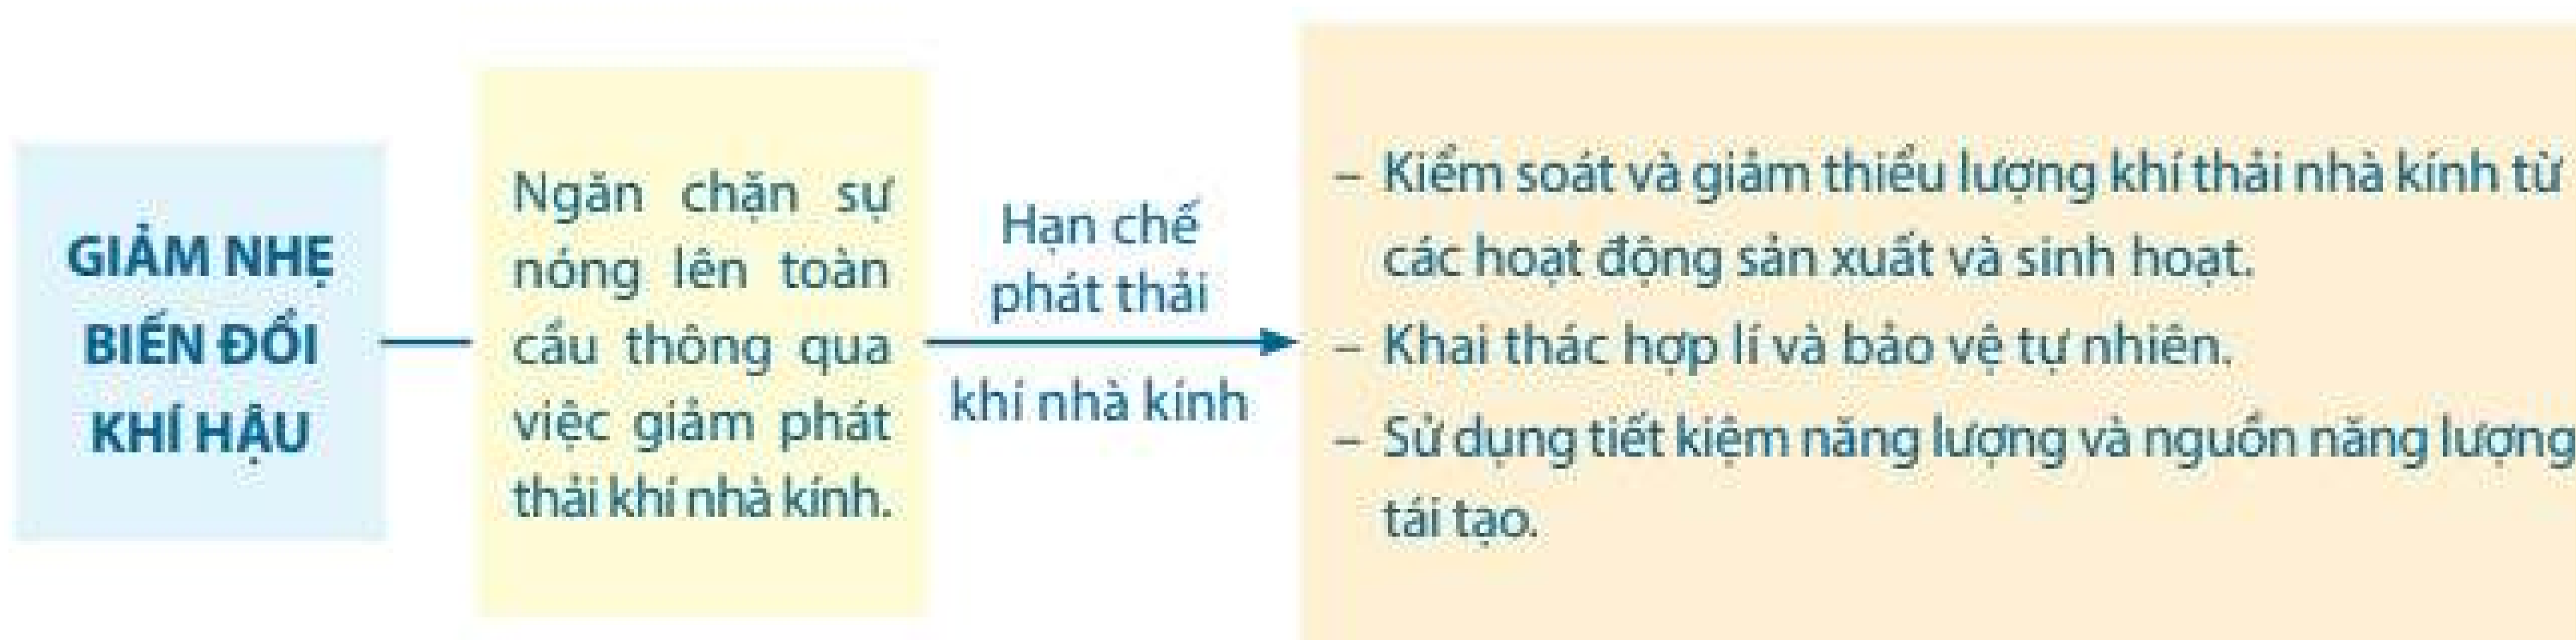 GIẢM NHẸ
BIẾN ĐỔI
KHÍ HẬU
Ngăn chặn sự
nóng lên toàn
cầu thông qua
việc giảm phát
thải khí nhà kính.
Hạn chế
phát thải
khí nhà kính
– Kiểm soát và giảm thiểu lượng khí thải nhà kính từ
các hoạt động sản xuất và sinh hoạt.
– Khai thác hợp lí và bảo vệ tự nhiên.
– Sử dụng tiết kiệm năng lượng và nguồn năng lượng
tái tạo.